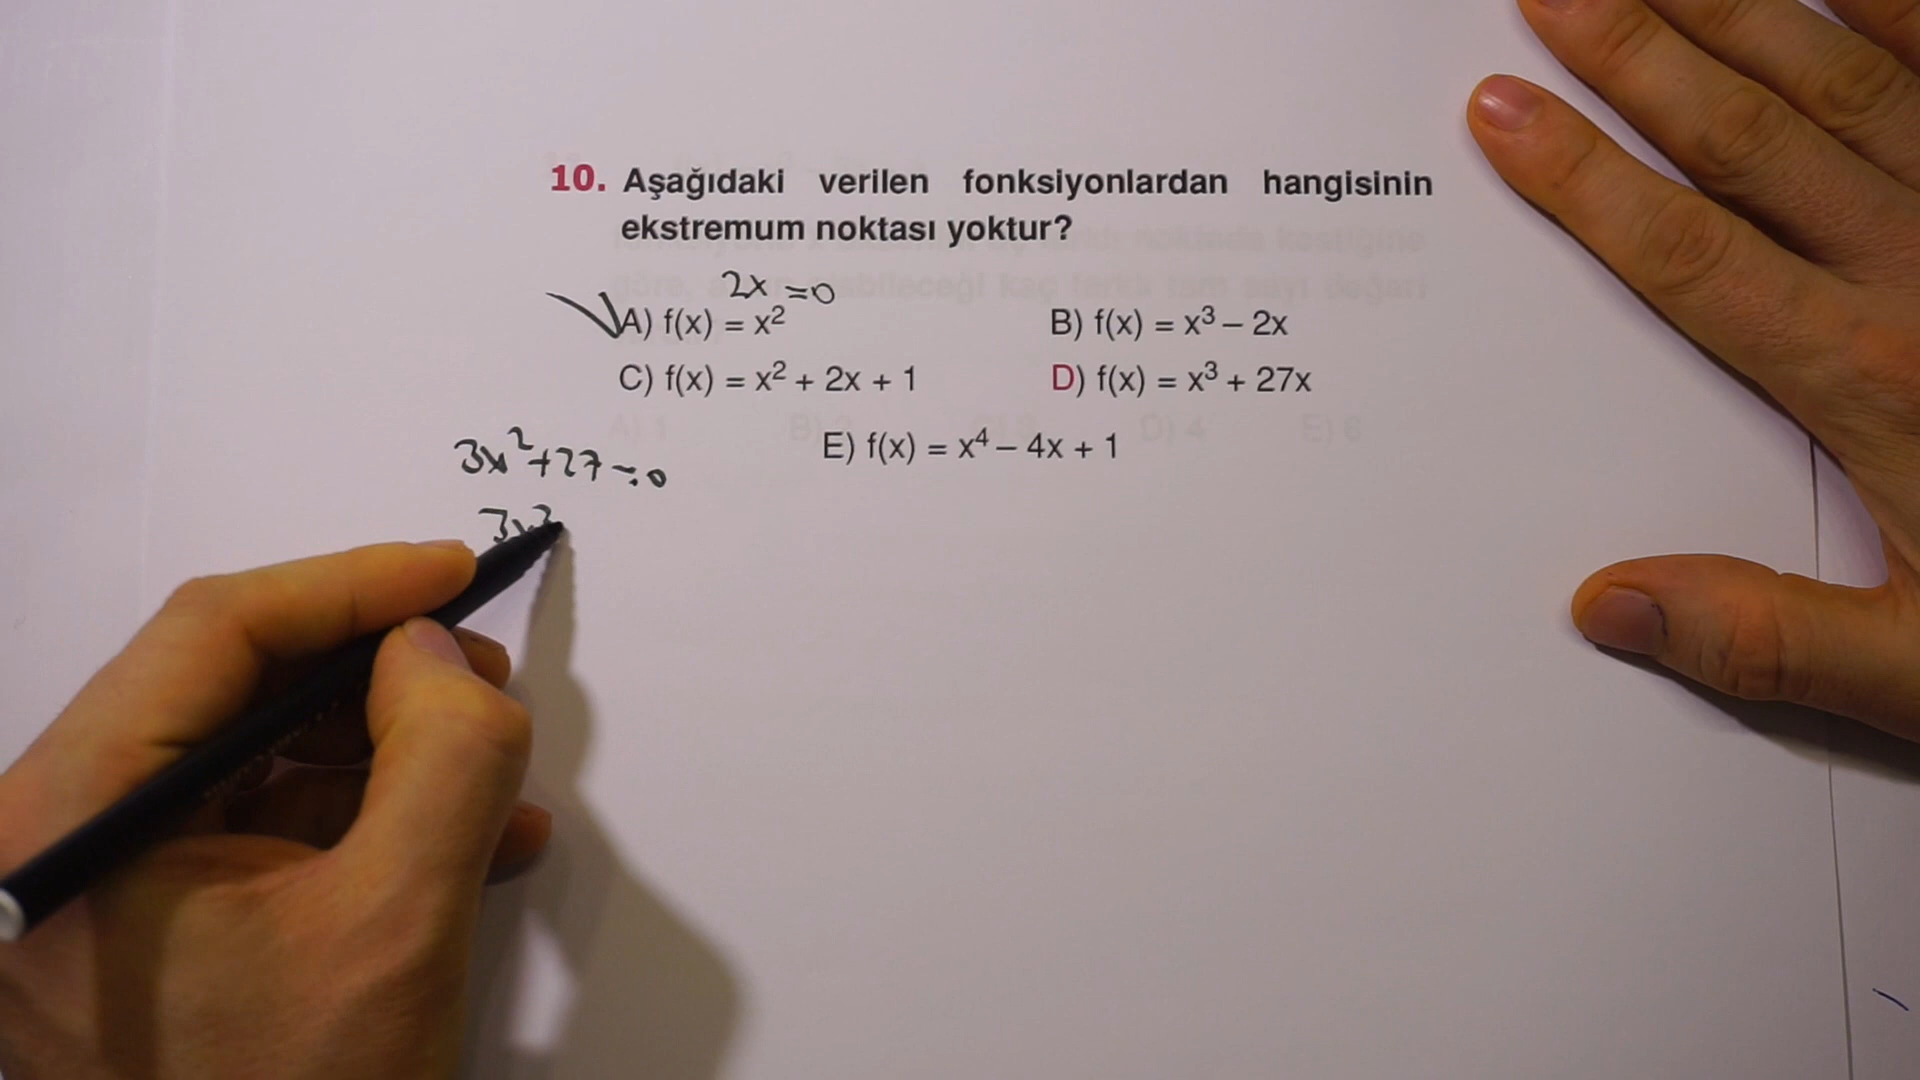 10. Aşağıdaki verilen fonksiyonlardan hangisinin
ekstremum noktası yoktur?
2x =0
A) f(x) = x² B) f(x) = x³ – 2x
C) f(x) = x² + 2x + 1 D) f(x) = x³ + 27x
E) f(x) = x⁴ – 4x + 1
3x²+27=0